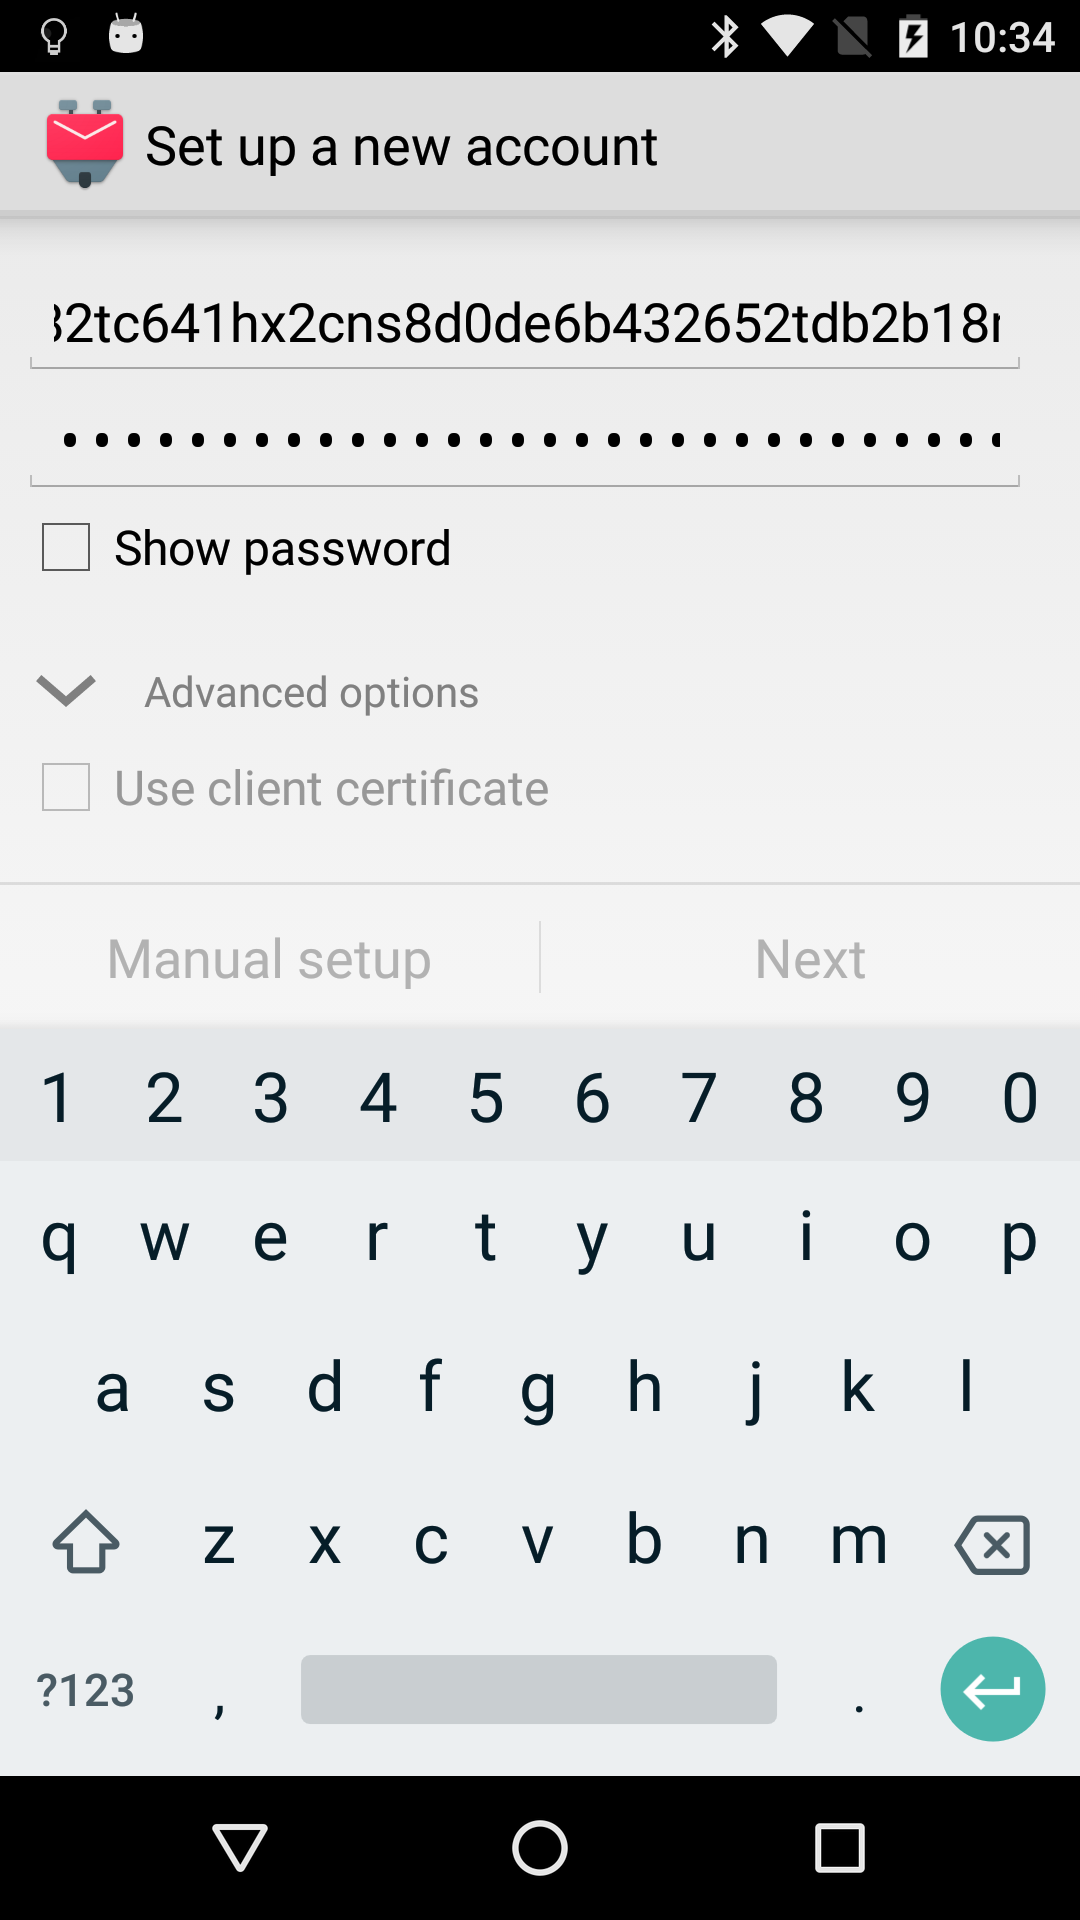 10:34
Set up a new account
32tc641hx2cns8d0de6b432652tdb2b18r
Show password
Advanced options
Use client certificate
Manual setup
Next
1 2 3 4 5 6 7 8 9 0
q w e r t y u i o p
a s d f g h j k l
z x c v b n m
?123 , .